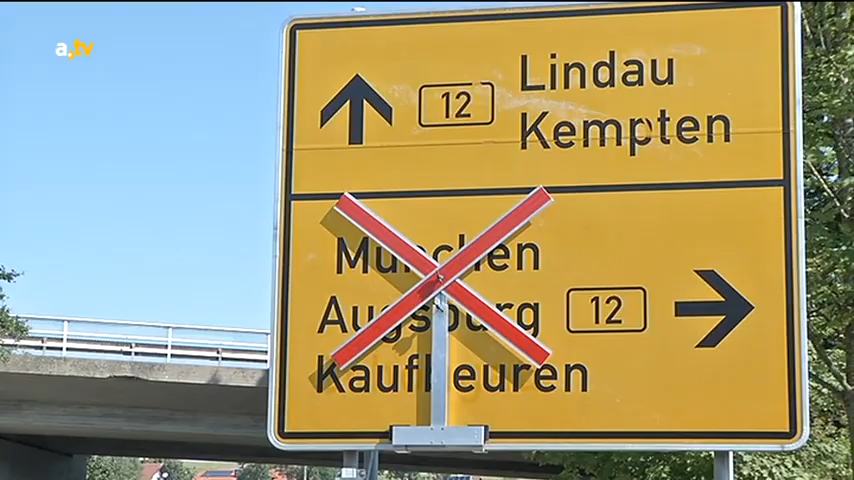 a.tv
12
Lindau
Kempten
München
Augsburg
12
Kaufbeuren